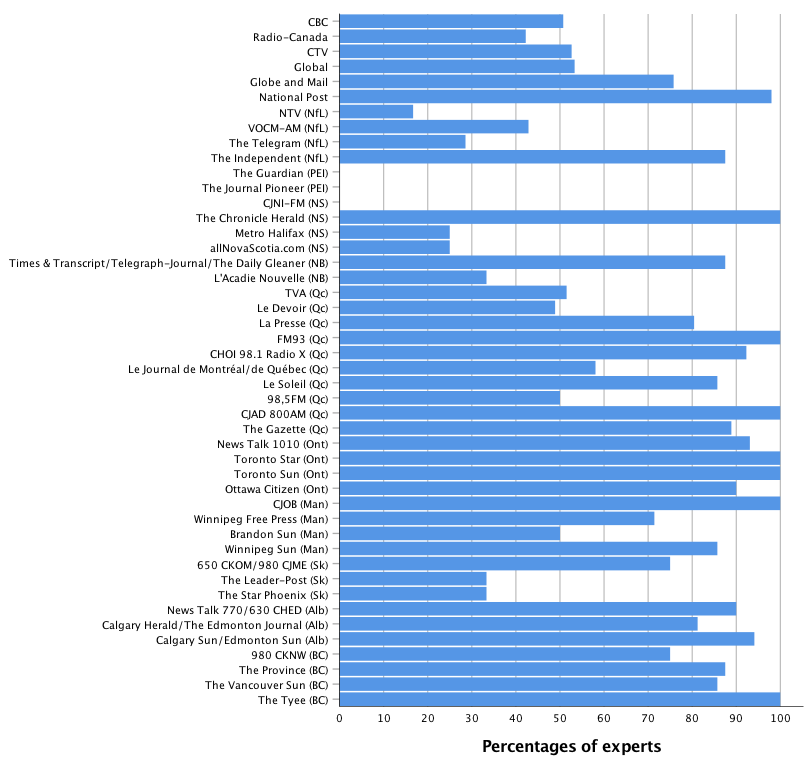 CBC
Radio-Canada
CTV
Global
Globe and Mail
National Post
NTV (NfL)
VOCM-AM (NfL)
The Telegram (NfL)
The Independent (NfL)
The Guardian (PEI)
The Journal Pioneer (PEI)
CJNI-FM (NS)
The Chronicle Herald (NS)
Metro Halifax (NS)
allNovaScotia.com (NS)
Times & Transcript/Telegraph-Journal/The Daily Gleaner (NB)
L'Acadie Nouvelle (NB)
TVA (Qc)
Le Devoir (Qc)
La Presse (Qc)
FM93 (Qc)
CHOI 98.1 Radio X (Qc)
Le Journal de Montréal/de Québec (Qc)
Le Soleil (Qc)
98,5FM (Qc)
CJAD 800AM (Qc)
The Gazette (Qc)
News Talk 1010 (Ont)
Toronto Star (Ont)
Toronto Sun (Ont)
Ottawa Citizen (Ont)
CJOB (Man)
Winnipeg Free Press (Man)
Brandon Sun (Man)
Winnipeg Sun (Man)
650 CKOM/980 CJME (Sk)
The Leader-Post (Sk)
The Star Phoenix (Sk)
News Talk 770/630 CHED (Alb)
Calgary Herald/The Edmonton Journal (Alb)
Calgary Sun/Edmonton Sun (Alb)
980 CKNW (BC)
The Province (BC)
The Vancouver Sun (BC)
The Tyee (BC)
0 10 20 30 40 50 60 70 80 90 100
Percentages of experts